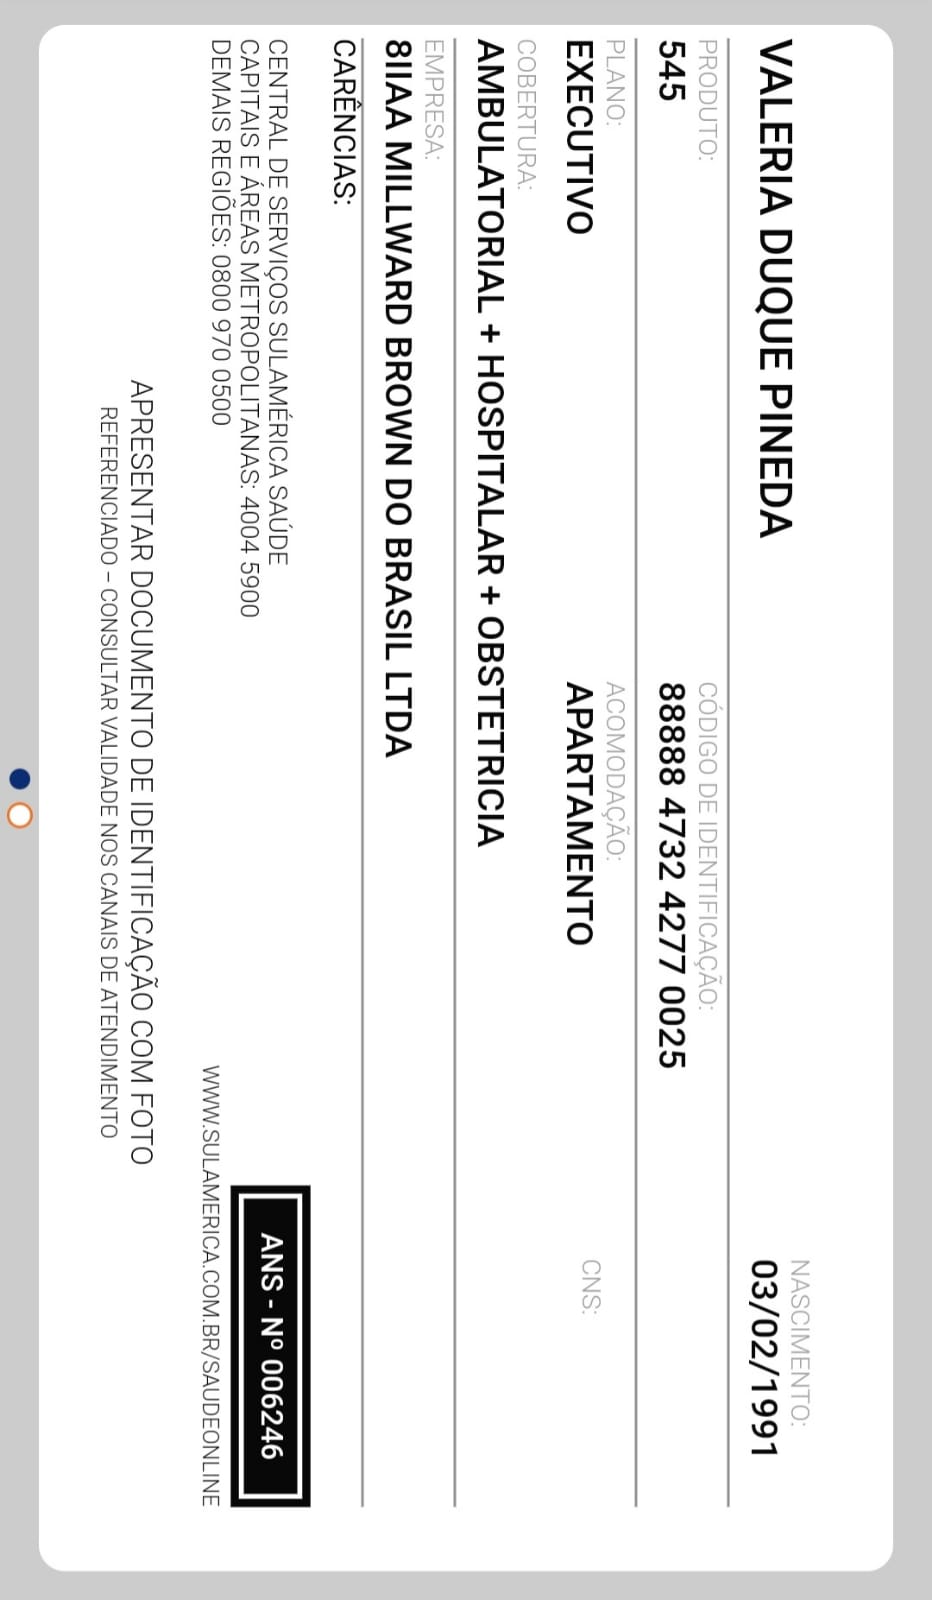 VALERIA DUQUE PINEDA
NASCIMENTO:
03/02/1991
PRODUTO:
545
CÓDIGO DE IDENTIFICAÇÃO:
88888 4732 4277 0025
PLANO:
EXECUTIVO
ACOMODAÇÃO:
APARTAMENTO
CNS:
COBERTURA:
AMBULATORIAL + HOSPITALAR + OBSTETRICIA
EMPRESA:
8IIAA MILLWARD BROWN DO BRASIL LTDA
CARÊNCIAS:
CENTRAL DE SERVIÇOS SULAMÉRICA SAÚDE
CAPITAIS E ÁREAS METROPOLITANAS: 4004 5900
DEMAIS REGIÕES: 0800 970 0500
ANS - Nº 006246
WWW.SULAMERICA.COM.BR/SAUDEONLINE
APRESENTAR DOCUMENTO DE IDENTIFICAÇÃO COM FOTO
REFERENCIADO – CONSULTAR VALIDADE NOS CANAIS DE ATENDIMENTO